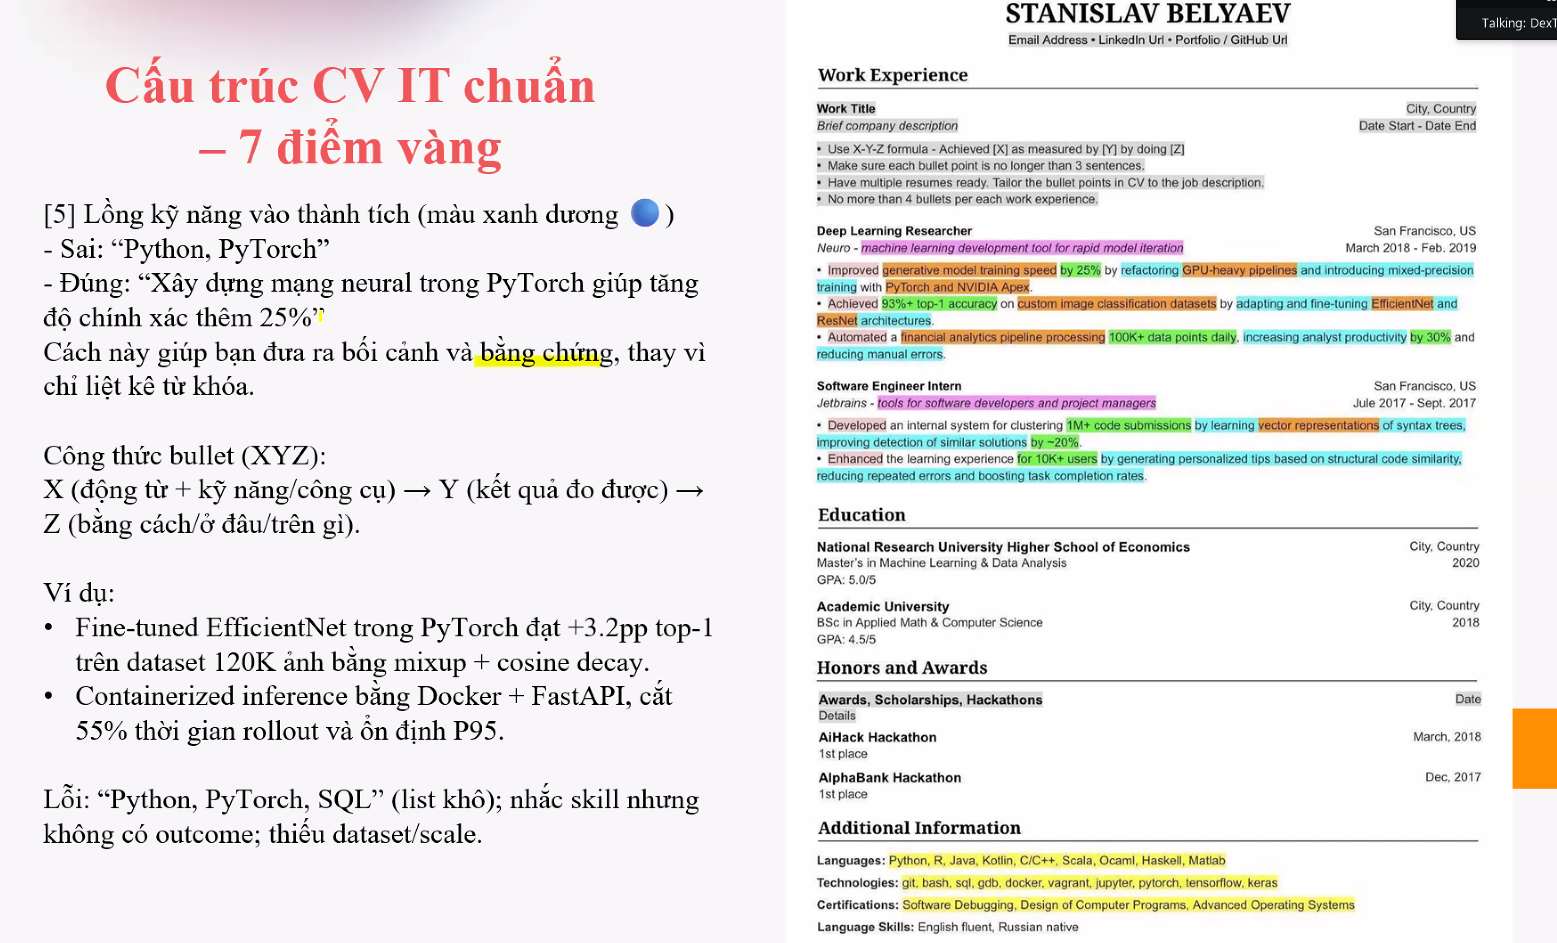 Cấu trúc CV IT chuẩn
– 7 điểm vàng
[5] Lồng kỹ năng vào thành tích (màu xanh dương 🔵)
- Sai: “Python, PyTorch”
- Đúng: “Xây dựng mạng neural trong PyTorch giúp tăng
độ chính xác thêm 25%”
Cách này giúp bạn đưa ra bối cảnh và bằng chứng, thay vì
chỉ liệt kê từ khóa.
Công thức bullet (XYZ):
X (động từ + kỹ năng/công cụ) → Y (kết quả đo được) →
Z (bằng cách/ở đâu/trên gì).
Ví dụ:
• Fine-tuned EfficientNet trong PyTorch đạt +3.2pp top-1
trên dataset 120K ảnh bằng mixup + cosine decay.
• Containerized inference bằng Docker + FastAPI, cắt
55% thời gian rollout và ổn định P95.
Lỗi: “Python, PyTorch, SQL” (list khô); nhắc skill nhưng
không có outcome; thiếu dataset/scale.
STANISLAV BELYAEV
Email Address • LinkedIn Url • Portfolio / GitHub Url
Work Experience
Work Title City, Country
Brief company description Date Start - Date End
• Use X-Y-Z formula - Achieved [X] as measured by [Y] by doing [Z]
• Make sure each bullet point is no longer than 3 sentences.
• Have multiple resumes ready. Tailor the bullet points in CV to the job description.
• No more than 4 bullets per each work experience.
Deep Learning Researcher San Francisco, US
Neuro - machine learning development tool for rapid model iteration March 2018 - Feb. 2019
• Improved generative model training speed by 25% by refactoring GPU-heavy pipelines and introducing mixed-precision
training with PyTorch and NVIDIA Apex.
• Achieved 93%+ top-1 accuracy on custom image classification datasets by adapting and fine-tuning EfficientNet and
ResNet architectures.
• Automated a financial analytics pipeline processing 100K+ data points daily, increasing analyst productivity by 30% and
reducing manual errors.
Software Engineer Intern San Francisco, US
Jetbrains - tools for software developers and project managers Jule 2017 - Sept. 2017
• Developed an internal system for clustering 1M+ code submissions by learning vector representations of syntax trees,
improving detection of similar solutions by ~20%.
• Enhanced the learning experience for 10K+ users by generating personalized tips based on structural code similarity,
reducing repeated errors and boosting task completion rates.
Education
National Research University Higher School of Economics City, Country
Master's in Machine Learning & Data Analysis 2020
GPA: 5.0/5
Academic University City, Country
BSc in Applied Math & Computer Science 2018
GPA: 4.5/5
Honors and Awards
Awards, Scholarships, Hackathons Date
Details
AiHack Hackathon March, 2018
1st place
AlphaBank Hackathon Dec, 2017
1st place
Additional Information
Languages: Python, R, Java, Kotlin, C/C++, Scala, Ocaml, Haskell, Matlab
Technologies: git, bash, sql, gdb, docker, vagrant, jupyter, pytorch, tensorflow, keras
Certifications: Software Debugging, Design of Computer Programs, Advanced Operating Systems
Language Skills: English fluent, Russian native
Talking: DexT